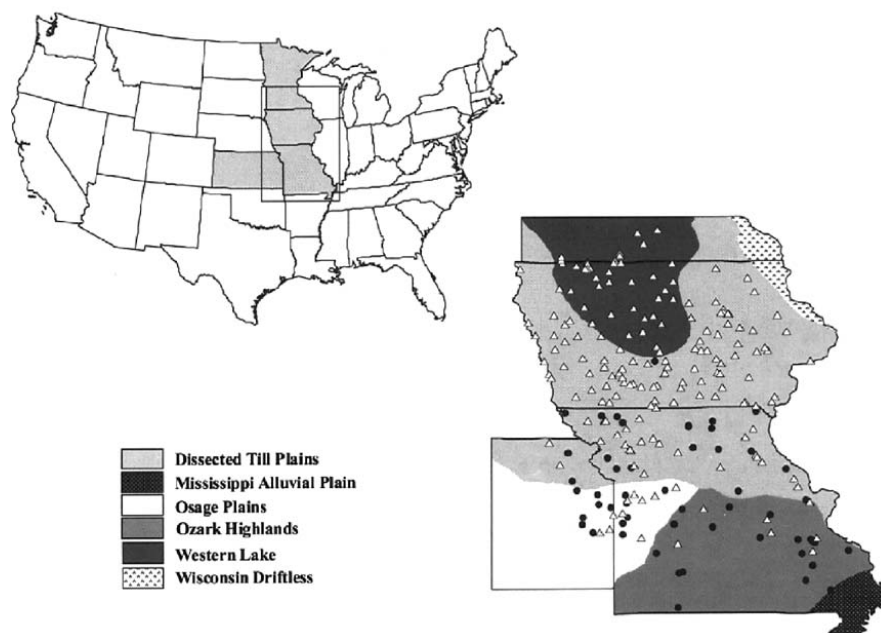 Dissected Till Plains
Mississippi Alluvial Plain
Osage Plains
Ozark Highlands
Western Lake
Wisconsin Driftless